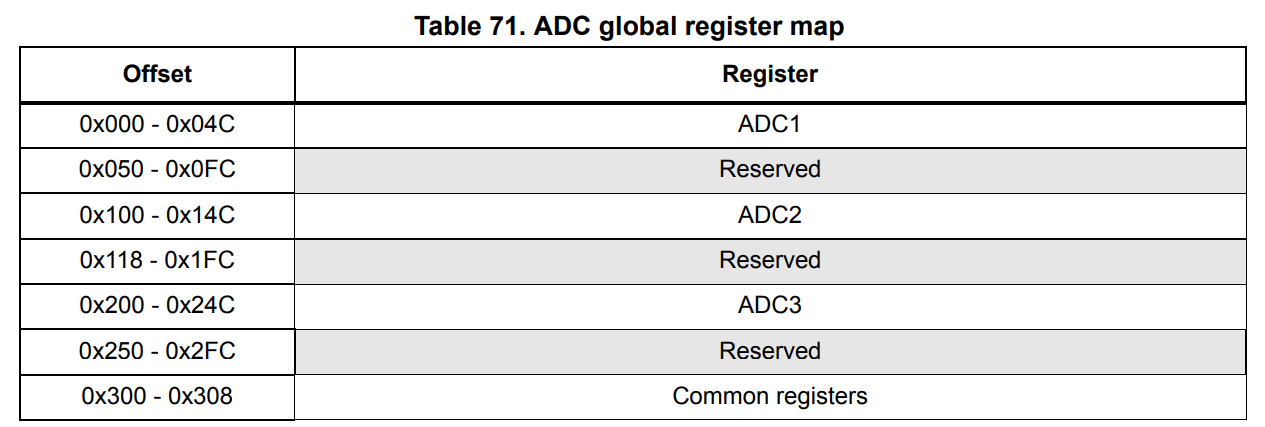 Table 71. ADC global register map
Offset Register
0x000 - 0x04C ADC1
0x050 - 0x0FC Reserved
0x100 - 0x14C ADC2
0x118 - 0x1FC Reserved
0x200 - 0x24C ADC3
0x250 - 0x2FC Reserved
0x300 - 0x308 Common registers